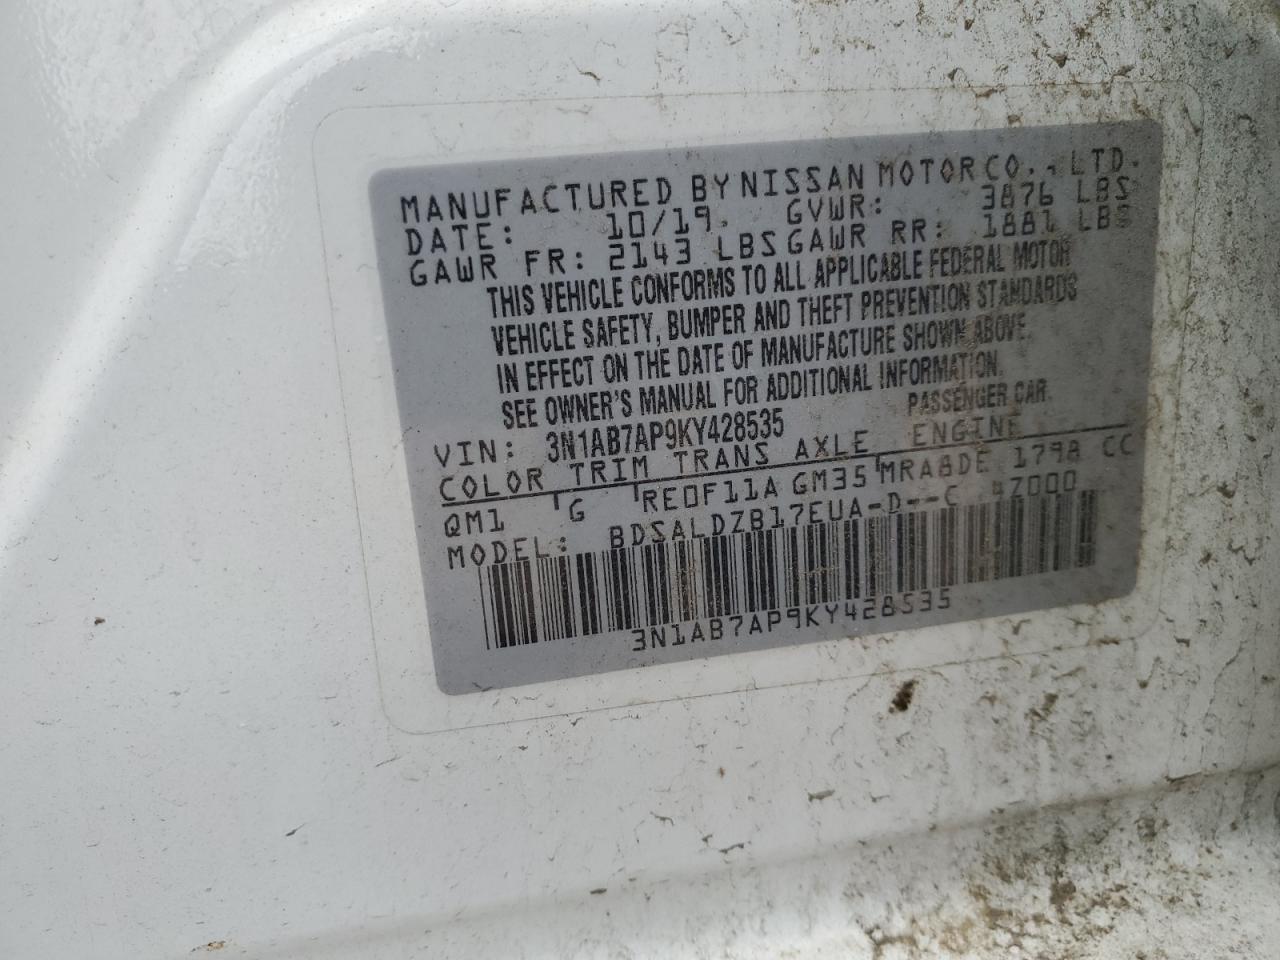 MANUFACTURED BY NISSAN MOTOR CO., LTD.
DATE: 10/19. GVWR: 3876 LBS
GAWR FR: 2143 LBS GAWR RR: 1881 LBS
THIS VEHICLE CONFORMS TO ALL APPLICABLE FEDERAL MOTOR
VEHICLE SAFETY, BUMPER AND THEFT PREVENTION STANDARDS
IN EFFECT ON THE DATE OF MANUFACTURE SHOWN ABOVE.
SEE OWNER'S MANUAL FOR ADDITIONAL INFORMATION.
PASSENGER CAR.
VIN: 3N1AB7AP9KY428535
COLOR TRIM TRANS AXLE ENGINE
QM1 G RE0F11A GM35 MRA8DE 1798 CC
MODEL: BDSALDZB17EUA-D--C 4Z000
3N1AB7AP9KY428535